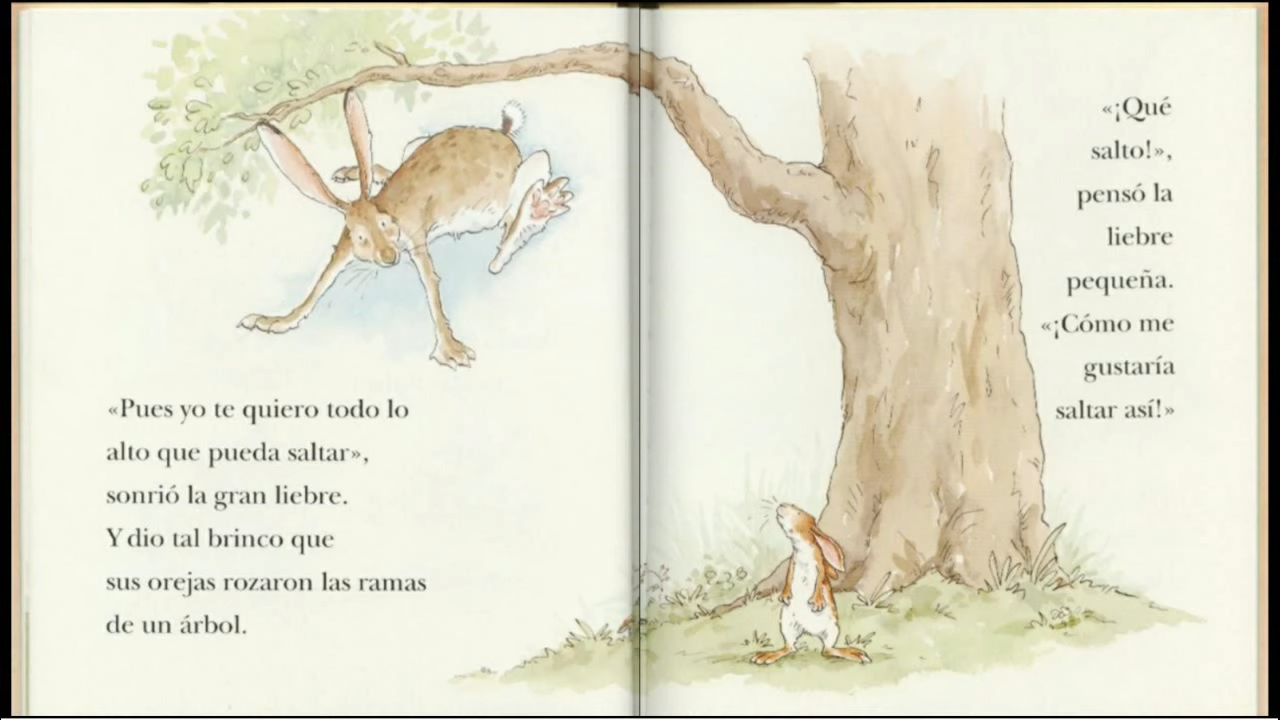 «Pues yo te quiero todo lo
alto que pueda saltar»,
sonrió la gran liebre.
Y dio tal brinco que
sus orejas rozaron las ramas
de un árbol.
«¡Qué
salto!»,
pensó la
liebre
pequeña.
«¡Cómo me
gustaría
saltar así!»